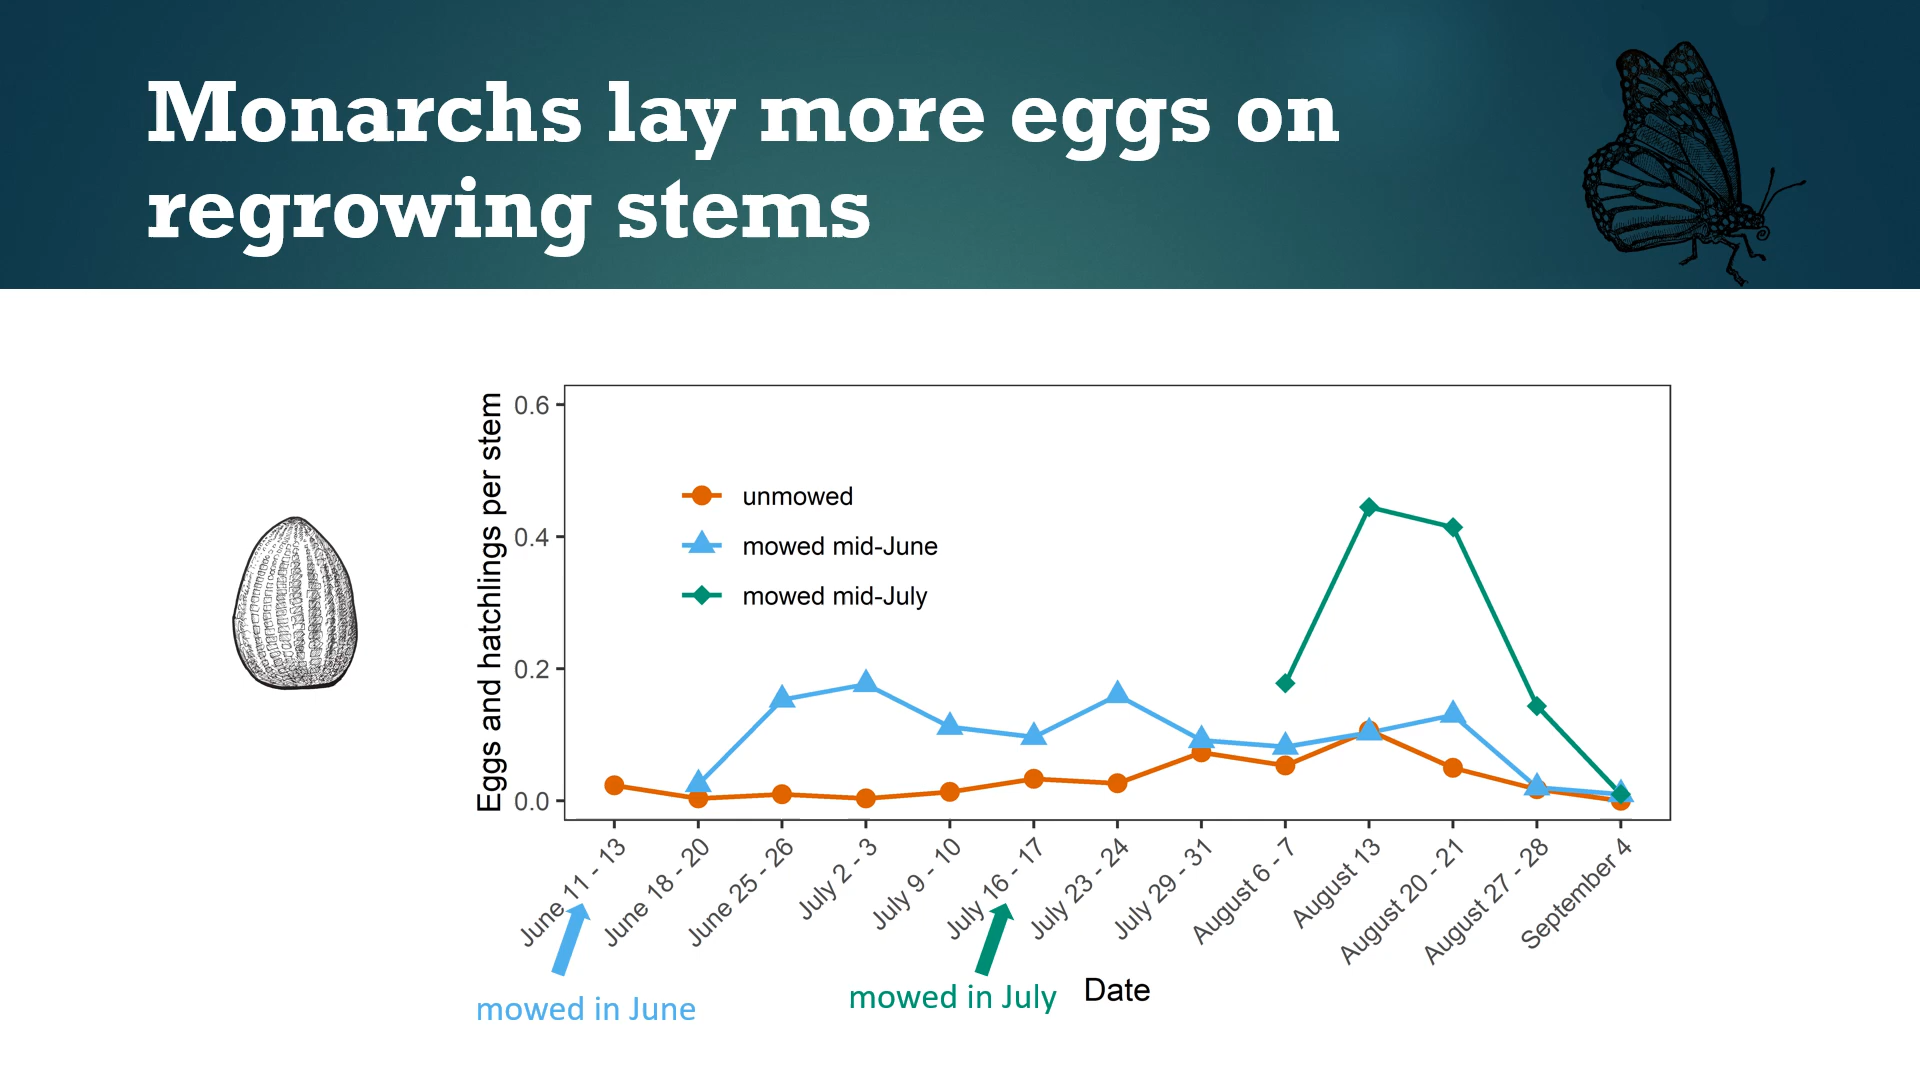 Monarchs lay more eggs on
regrowing stems
Eggs and hatchlings per stem
0.6
0.4
0.2
0.0
unmowed
mowed mid-June
mowed mid-July
June 11 - 13
June 18 - 20
June 25 - 26
July 2 - 3
July 9 - 10
July 16 - 17
July 23 - 24
July 29 - 31
August 6 - 7
August 13
August 20 - 21
August 27 - 28
September 4
mowed in June
mowed in July
Date